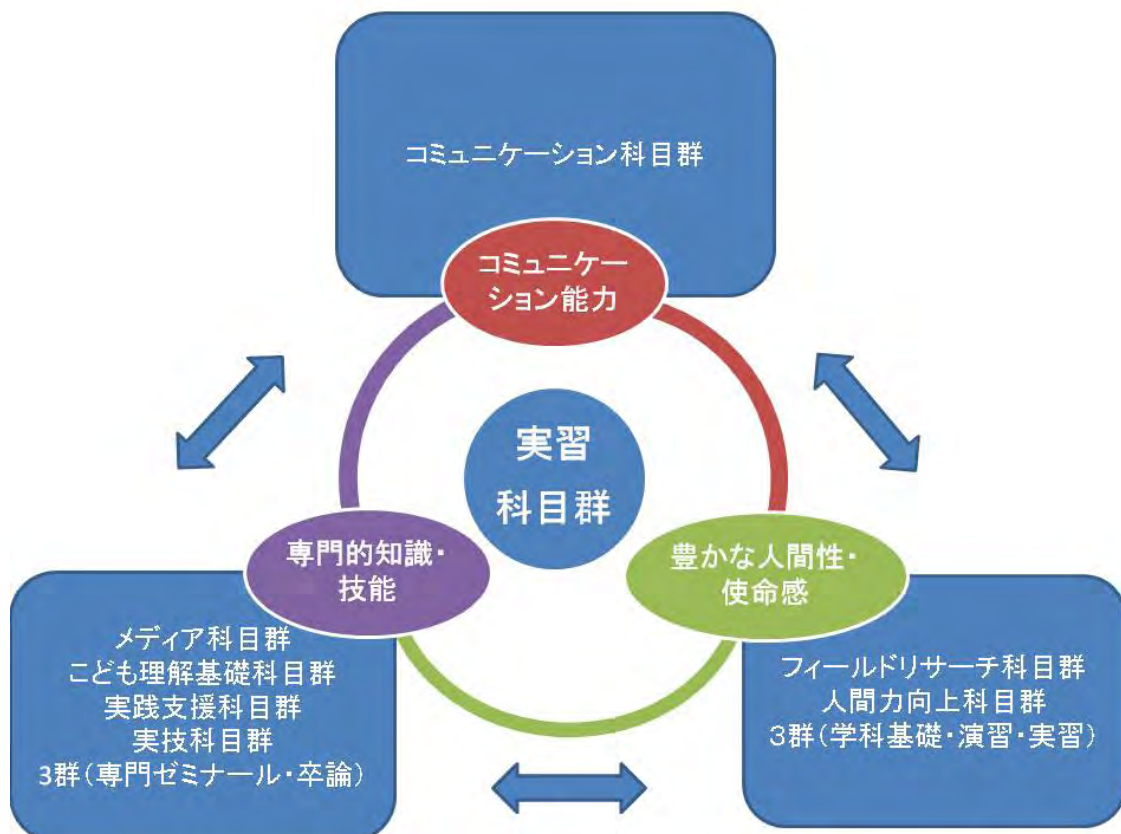 コミュニケーション科目群
コミュニケー
ション能力
実習
科目群
専門的知識・
技能
豊かな人間性・
使命感
メディア科目群
こども理解基礎科目群
実践支援科目群
実技科目群
3群(専門ゼミナール・卒論)
フィールドリサーチ科目群
人間力向上科目群
3群(学科基礎・演習・実習)